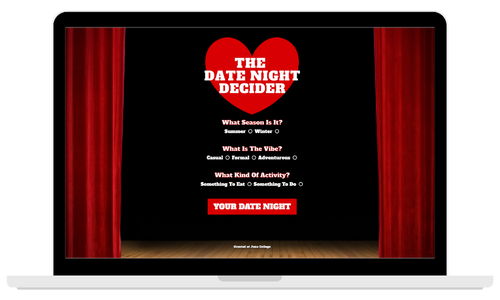 THE
DATE NIGHT
DECIDER
What Season Is It?
Summer Winter
What Is The Vibe?
Casual Formal Adventurous
What Kind Of Activity?
Something To Eat Something To Do
YOUR DATE NIGHT